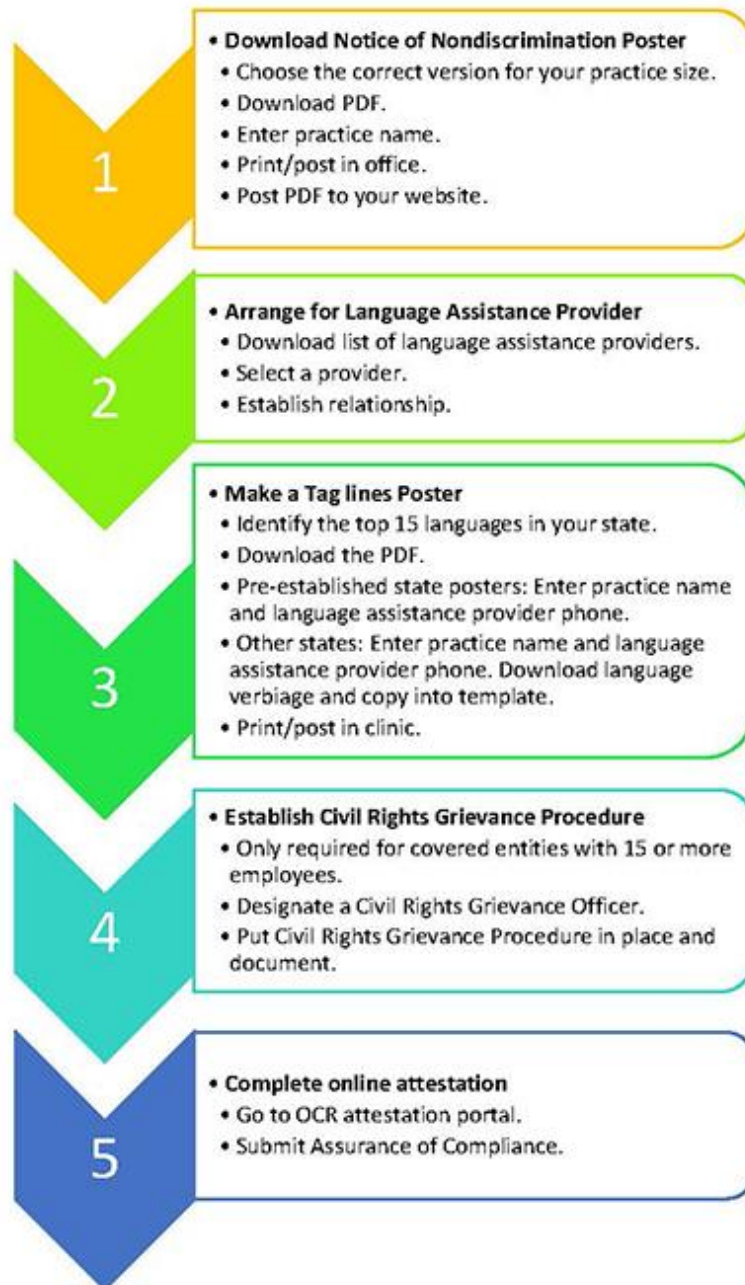 1
• Download Notice of Nondiscrimination Poster
• Choose the correct version for your practice size.
• Download PDF.
• Enter practice name.
• Print/post in office.
• Post PDF to your website.
2
• Arrange for Language Assistance Provider
• Download list of language assistance providers.
• Select a provider.
• Establish relationship.
3
• Make a Tag lines Poster
• Identify the top 15 languages in your state.
• Download the PDF.
• Pre-established state posters: Enter practice name
and language assistance provider phone.
• Other states: Enter practice name and language
assistance provider phone. Download language
verbiage and copy into template.
• Print/post in clinic.
4
• Establish Civil Rights Grievance Procedure
• Only required for covered entities with 15 or more
employees.
• Designate a Civil Rights Grievance Officer.
• Put Civil Rights Grievance Procedure in place and
document.
5
• Complete online attestation
• Go to OCR attestation portal.
• Submit Assurance of Compliance.